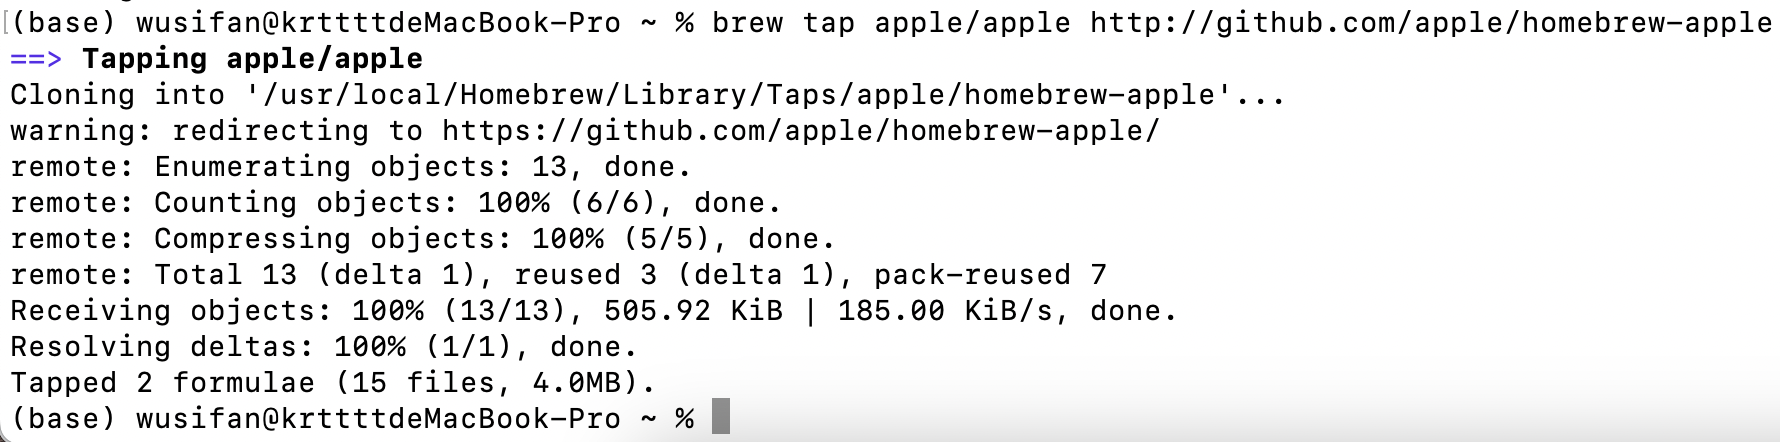 (base) wusifan@krttttdeMacBook-Pro ~ % brew tap apple/apple http://github.com/apple/homebrew-apple
==> Tapping apple/apple
Cloning into '/usr/local/Homebrew/Library/Taps/apple/homebrew-apple'...
warning: redirecting to https://github.com/apple/homebrew-apple/
remote: Enumerating objects: 13, done.
remote: Counting objects: 100% (6/6), done.
remote: Compressing objects: 100% (5/5), done.
remote: Total 13 (delta 1), reused 3 (delta 1), pack-reused 7
Receiving objects: 100% (13/13), 505.92 KiB | 185.00 KiB/s, done.
Resolving deltas: 100% (1/1), done.
Tapped 2 formulae (15 files, 4.0MB).
(base) wusifan@krttttdeMacBook-Pro ~ %